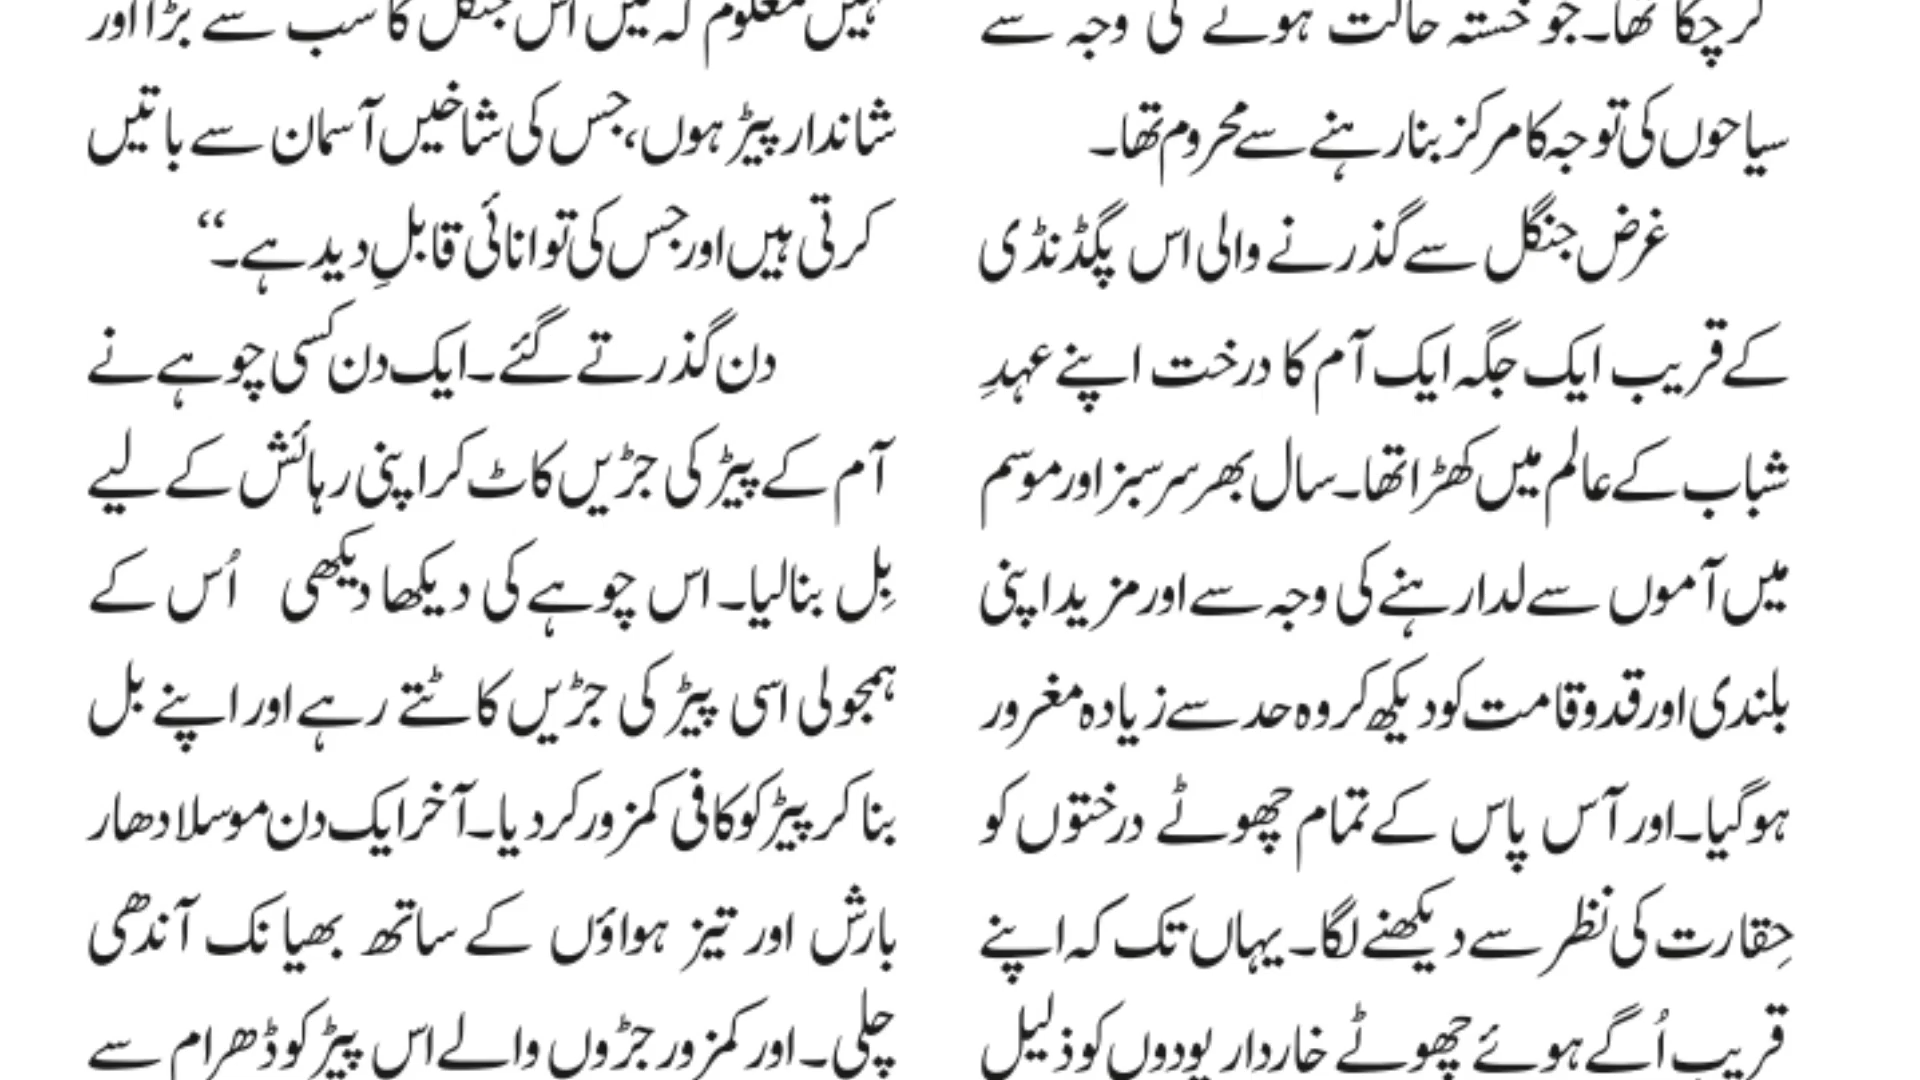 کر چکا تھا۔ جو خستہ حالت ہونے کی وجہ سے
سیاحوں کی توجہ کا مرکز بنا رہنے سے محروم تھا۔
غرض جنگل سے گذرنے والی اس پگڈنڈی
کے قریب ایک جگہ ایک آم کا درخت اپنے عہدِ
شباب کے عالم میں کھڑا تھا۔ سال بھر سرسبز اور موسم
میں آموں سے لدا رہنے کی وجہ سے اور مزید اپنی
بلندی اور قد و قامت کو دیکھ کر وہ حد سے زیادہ مغرور
ہوگیا۔ اور آس پاس کے تمام چھوٹے درختوں کو
حِقارت کی نظر سے دیکھنے لگا۔ یہاں تک کہ اپنے
قریب اُگے ہوئے چھوٹے خاردار پودوں کو ذلیل
نہیں معلوم کہ میں اس جنگل کا سب سے بڑا اور
شاندار پیڑ ہوں، جس کی شاخیں آسمان سے باتیں
کرتی ہیں اور جس کی توانائی قابلِ دید ہے۔“
دن گذرتے گئے۔ ایک دن کسی چوہے نے
آم کے پیڑ کی جڑیں کاٹ کر اپنی رہائش کے لیے
بِل بنالیا۔ اس چوہے کی دیکھا دیکھی اُس کے
ہمجولی اسی پیڑ کی جڑیں کاٹتے رہے اور اپنے بل
بنا کر پیڑ کو کافی کمزور کر دیا۔ آخر ایک دن موسلادھار
بارش اور تیز ہواؤں کے ساتھ بھیانک آندھی
چلی۔ اور کمزور جڑوں والے اس پیڑ کو ڈھرام سے